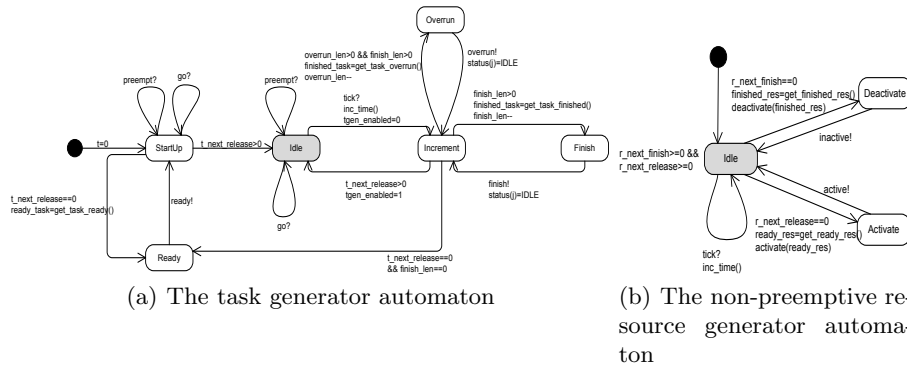 Overrun
overrun_len>0 && finish_len>0
finished_task=get_task_overrun()
overrun_len--
overrun!
status(j)=IDLE
preempt?
go?
preempt?
tick?
inc_time()
tgen_enabled=0
finish_len>0
finished_task=get_task_finished()
finish_len--
t=0
StartUp
t_next_release>0
Idle
Increment
Finish
t_next_release==0
ready_task=get_task_ready()
ready!
go?
t_next_release>0
tgen_enabled=1
finish!
status(j)=IDLE
Ready
t_next_release==0
&& finish_len==0
(a) The task generator automaton
r_next_finish==0
finished_res=get_finished_res()
deactivate(finished_res)
Deactivate
inactive!
r_next_finish>=0 &&
r_next_release>=0
Idle
active!
r_next_release==0
ready_res=get_ready_res()
activate(ready_res)
Activate
tick?
inc_time()
(b) The non-preemptive re-
source generator automa-
ton